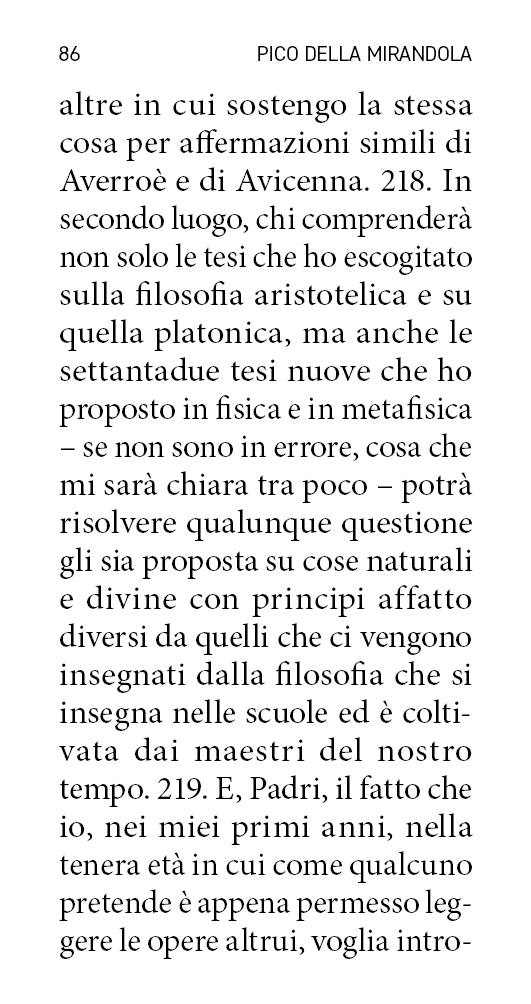 86 PICO DELLA MIRANDOLA
altre in cui sostengo la stessa
cosa per affermazioni simili di
Averroè e di Avicenna. 218. In
secondo luogo, chi comprenderà
non solo le tesi che ho escogitato
sulla filosofia aristotelica e su
quella platonica, ma anche le
settantadue tesi nuove che ho
proposto in fisica e in metafisica
– se non sono in errore, cosa che
mi sarà chiara tra poco – potrà
risolvere qualunque questione
gli sia proposta su cose naturali
e divine con principi affatto
diversi da quelli che ci vengono
insegnati dalla filosofia che si
insegna nelle scuole ed è colti-
vata dai maestri del nostro
tempo. 219. E, Padri, il fatto che
io, nei miei primi anni, nella
tenera età in cui come qualcuno
pretende è appena permesso leg-
gere le opere altrui, voglia intro-